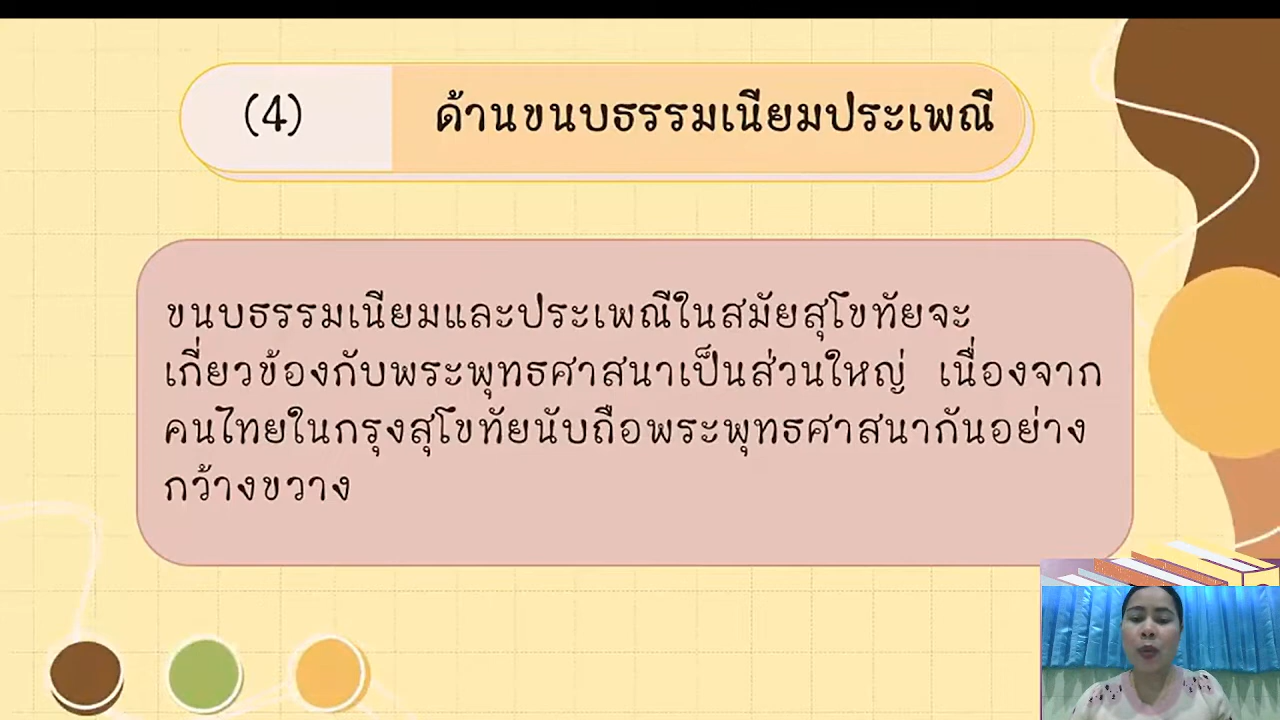 (4) ด้านขนบธรรมเนียมประเพณี
ขนบธรรมเนียมและประเพณีในสมัยสุโขทัยจะ
เกี่ยวข้องกับพระพุทธศาสนาเป็นส่วนใหญ่ เนื่องจาก
คนไทยในกรุงสุโขทัยนับถือพระพุทธศาสนากันอย่าง
กว้างขวาง